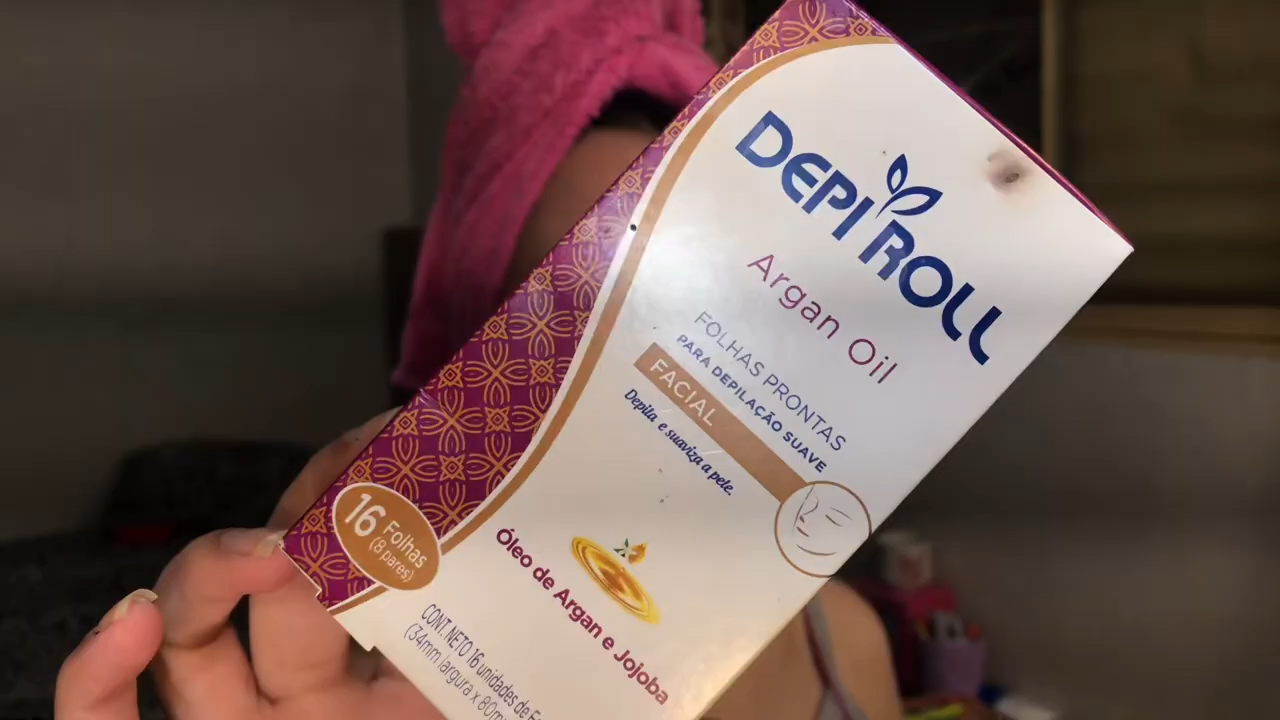 DEPI ROLL
Argan Oil
FOLHAS PRONTAS
PARA DEPILAÇÃO SUAVE
FACIAL
Depila e suaviza a pele.
16 Folhas
(8 pares)
Óleo de Argan e Jojoba
CONT. NETO 16 unidades de
(34mm largura x